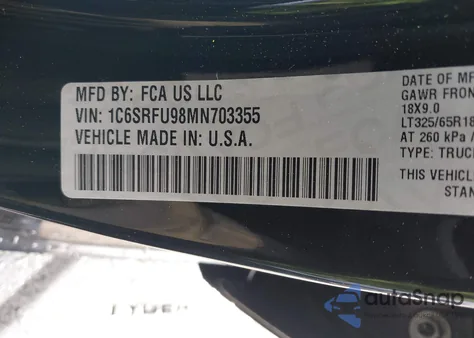 MFD BY: FCA US LLC
VIN: 1C6SRFU98MN703355
VEHICLE MADE IN: U.S.A.
DATE OF MF
GAWR FRON
18X9.0
LT325/65R18
AT 260 kPa /
TYPE: TRUC
THIS VEHICL
STAN
autoSnap